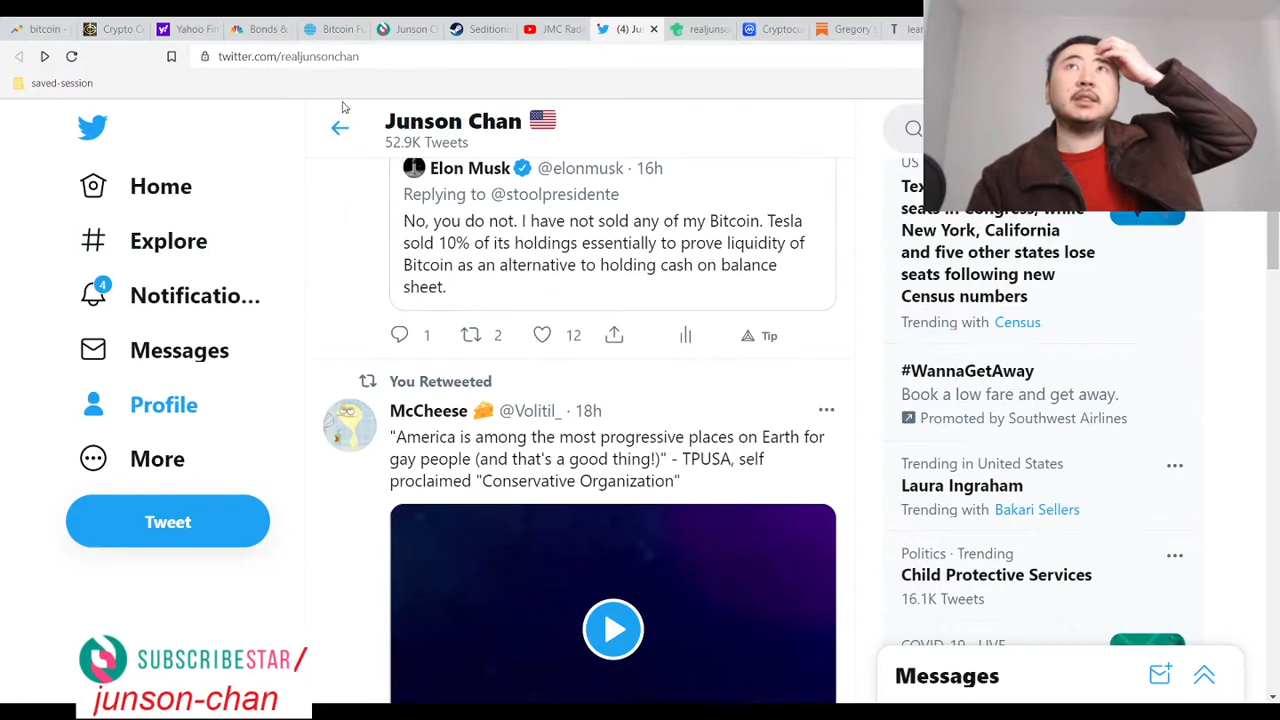 bitcoin -
Crypto Co
Yahoo Fin
Bonds &
Bitcoin Fu
Junson C
Sedition
JMC Rad
(4) Ju
realjunso
Cryptocu
Gregory
lear
twitter.com/realjunsonchan
saved-session
Home
Explore
Notificatio...
4
Messages
Profile
More
Tweet
SUBSCRIBESTAR/
junson-chan
Junson Chan
52.9K Tweets
Elon Musk @elonmusk · 16h
Replying to @stoolpresidente
No, you do not. I have not sold any of my Bitcoin. Tesla
sold 10% of its holdings essentially to prove liquidity of
Bitcoin as an alternative to holding cash on balance
sheet.
1 2 12 Tip
You Retweeted
McCheese @Volitil_ · 18h
"America is among the most progressive places on Earth for
gay people (and that's a good thing!)" - TPUSA, self
proclaimed "Conservative Organization"
US
Tex
seats in Congress, while
New York, California
and five other states lose
seats following new
Census numbers
Trending with Census
#WannaGetAway
Book a low fare and get away.
Promoted by Southwest Airlines
Trending in United States
Laura Ingraham
Trending with Bakari Sellers
Politics · Trending
Child Protective Services
16.1K Tweets
COVID-19 · LIVE
Messages